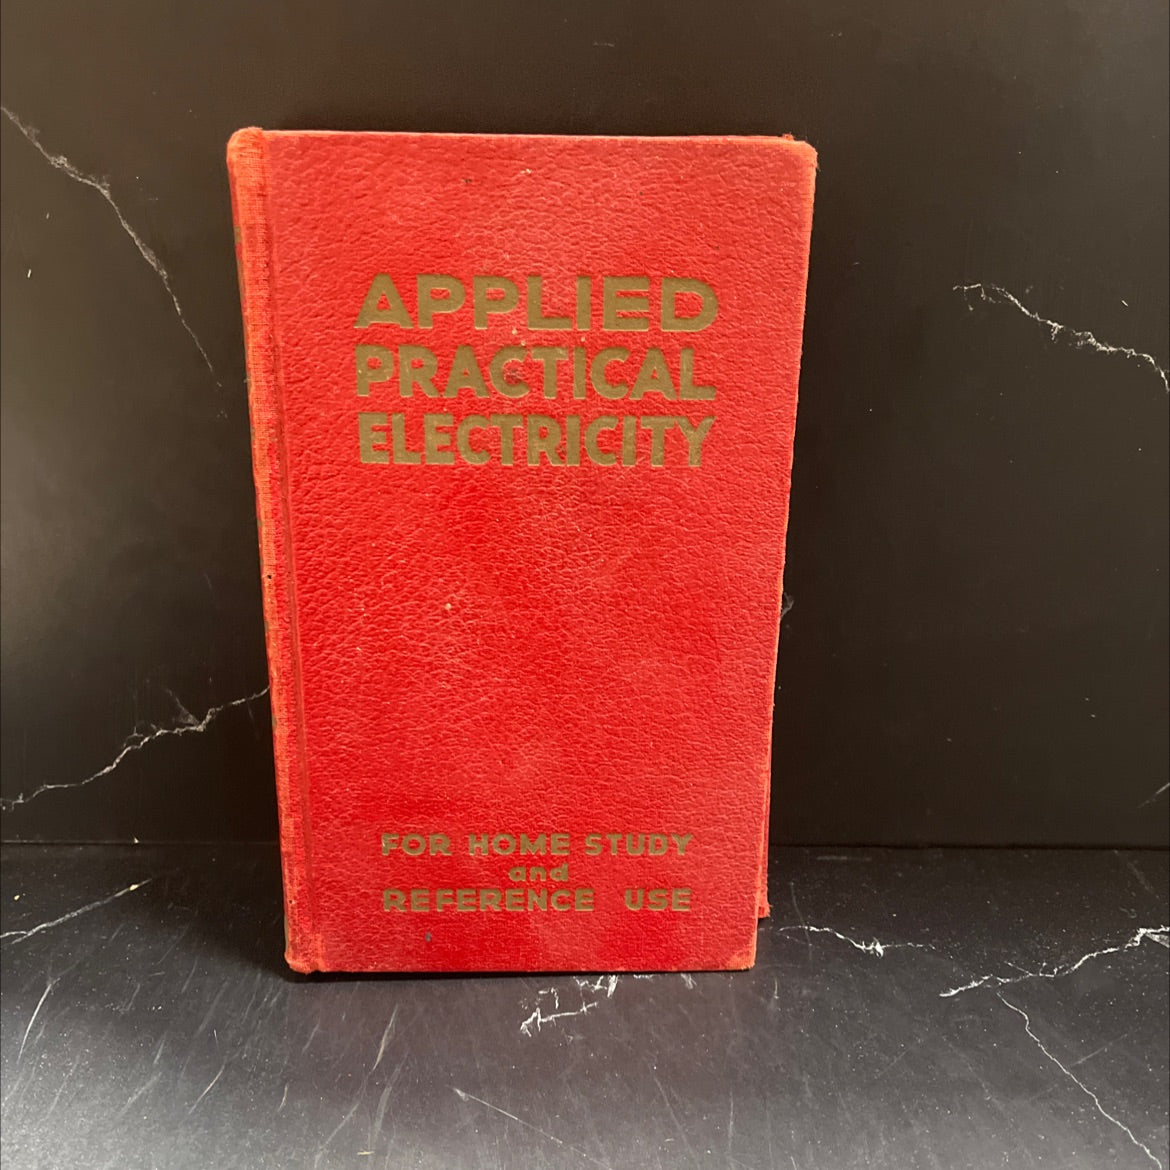 APPLIED
PRACTICAL
ELECTRICITY
FOR HOME STUDY
and
REFERENCE USE